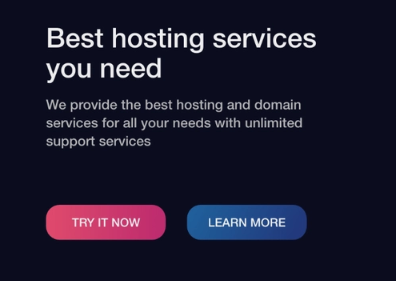 Best hosting services
you need
We provide the best hosting and domain
services for all your needs with unlimited
support services
TRY IT NOW
LEARN MORE